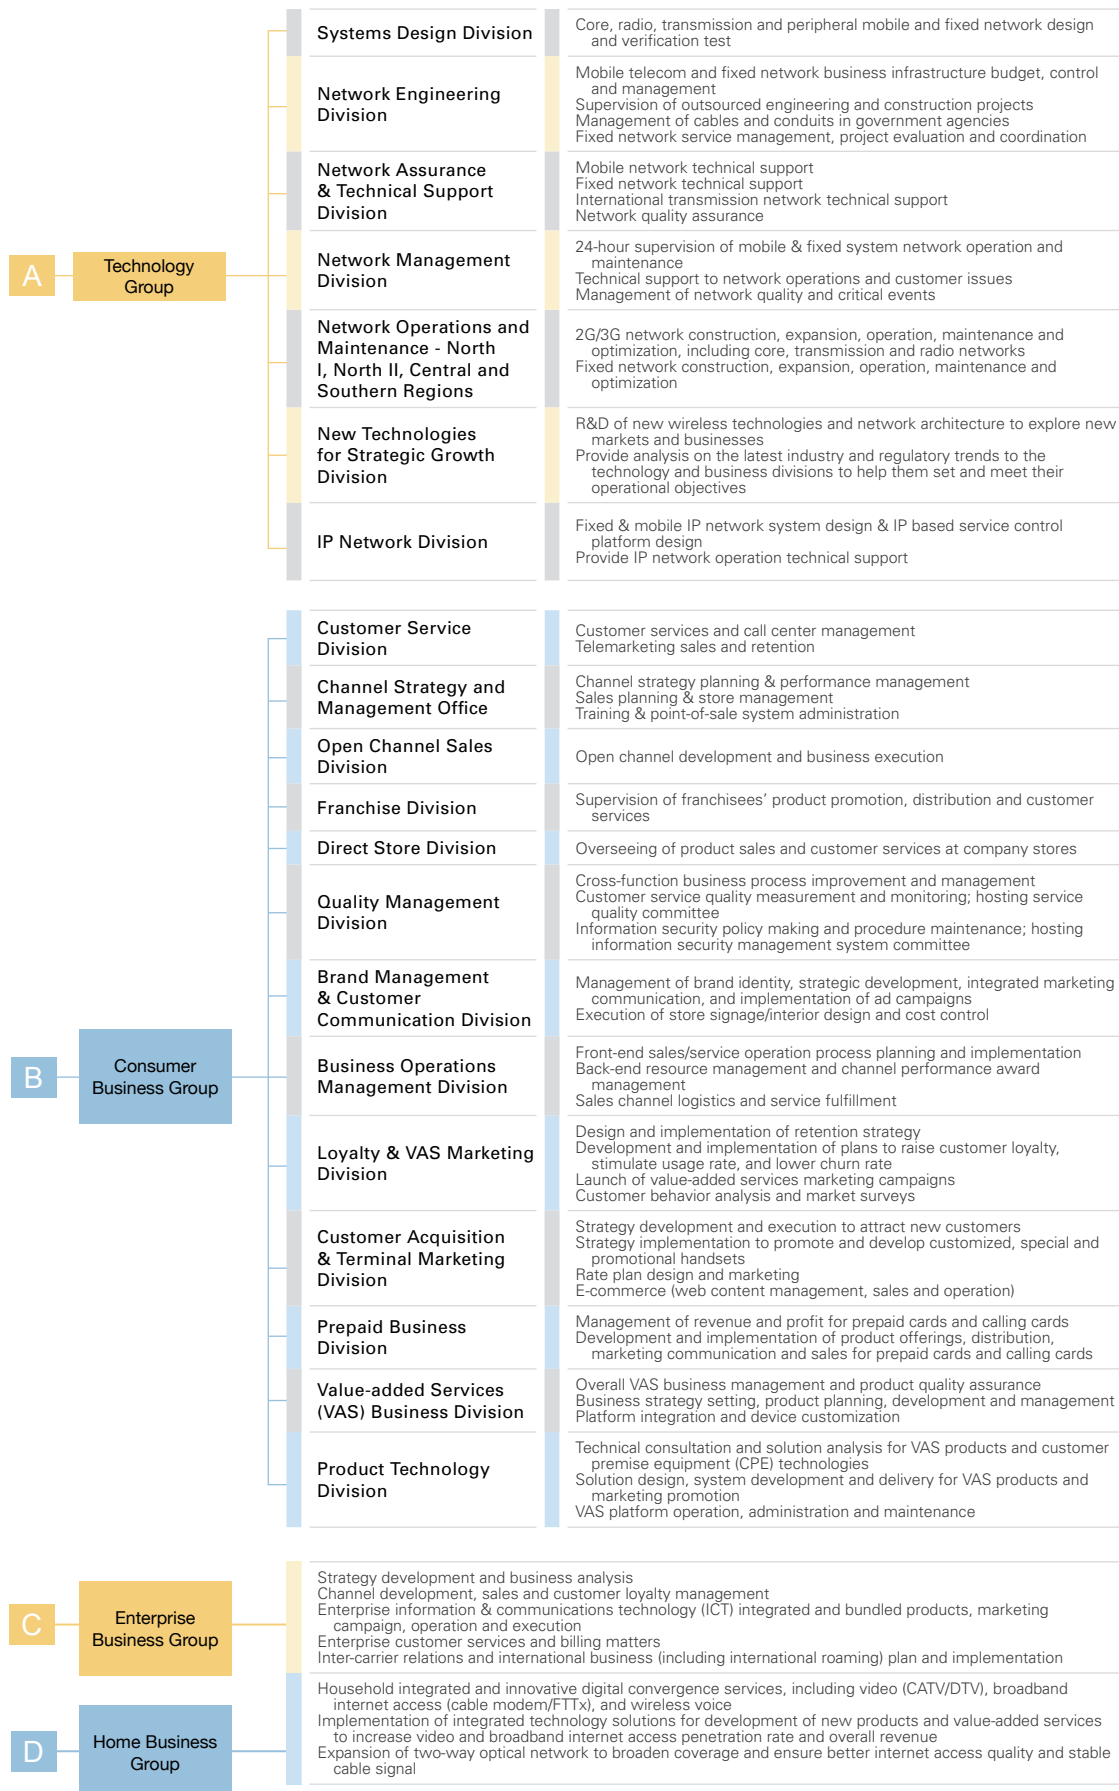 A
Technology
Group
Systems Design Division
Core, radio, transmission and peripheral mobile and fixed network design
and verification test
Network Engineering
Division
Mobile telecom and fixed network business infrastructure budget, control
and management
Supervision of outsourced engineering and construction projects
Management of cables and conduits in government agencies
Fixed network service management, project evaluation and coordination
Network Assurance
& Technical Support
Division
Mobile network technical support
Fixed network technical support
International transmission network technical support
Network quality assurance
Network Management
Division
24-hour supervision of mobile & fixed system network operation and
maintenance
Technical support to network operations and customer issues
Management of network quality and critical events
Network Operations and
Maintenance - North
I, North II, Central and
Southern Regions
2G/3G network construction, expansion, operation, maintenance and
optimization, including core, transmission and radio networks
Fixed network construction, expansion, operation, maintenance and
optimization
New Technologies
for Strategic Growth
Division
R&D of new wireless technologies and network architecture to explore new
markets and businesses
Provide analysis on the latest industry and regulatory trends to the
technology and business divisions to help them set and meet their
operational objectives
IP Network Division
Fixed & mobile IP network system design & IP based service control
platform design
Provide IP network operation technical support
B
Consumer
Business Group
Customer Service
Division
Customer services and call center management
Telemarketing sales and retention
Channel Strategy and
Management Office
Channel strategy planning & performance management
Sales planning & store management
Training & point-of-sale system administration
Open Channel Sales
Division
Open channel development and business execution
Franchise Division
Supervision of franchisees' product promotion, distribution and customer
services
Direct Store Division
Overseeing of product sales and customer services at company stores
Quality Management
Division
Cross-function business process improvement and management
Customer service quality measurement and monitoring; hosting service
quality committee
Information security policy making and procedure maintenance; hosting
information security management system committee
Brand Management
& Customer
Communication Division
Management of brand identity, strategic development, integrated marketing
communication, and implementation of ad campaigns
Execution of store signage/interior design and cost control
Business Operations
Management Division
Front-end sales/service operation process planning and implementation
Back-end resource management and channel performance award
management
Sales channel logistics and service fulfillment
Loyalty & VAS Marketing
Division
Design and implementation of retention strategy
Development and implementation of plans to raise customer loyalty,
stimulate usage rate, and lower churn rate
Launch of value-added services marketing campaigns
Customer behavior analysis and market surveys
Customer Acquisition
& Terminal Marketing
Division
Strategy development and execution to attract new customers
Strategy implementation to promote and develop customized, special and
promotional handsets
Rate plan design and marketing
E-commerce (web content management, sales and operation)
Prepaid Business
Division
Management of revenue and profit for prepaid cards and calling cards
Development and implementation of product offerings, distribution,
marketing communication and sales for prepaid cards and calling cards
Value-added Services
(VAS) Business Division
Overall VAS business management and product quality assurance
Business strategy setting, product planning, development and management
Platform integration and device customization
Product Technology
Division
Technical consultation and solution analysis for VAS products and customer
premise equipment (CPE) technologies
Solution design, system development and delivery for VAS products and
marketing promotion
VAS platform operation, administration and maintenance
C
Enterprise
Business Group
Strategy development and business analysis
Channel development, sales and customer loyalty management
Enterprise information & communications technology (ICT) integrated and bundled products, marketing
campaign, operation and execution
Enterprise customer services and billing matters
Inter-carrier relations and international business (including international roaming) plan and implementation
D
Home Business
Group
Household integrated and innovative digital convergence services, including video (CATV/DTV), broadband
internet access (cable modem/FTTx), and wireless voice
Implementation of integrated technology solutions for development of new products and value-added services
to increase video and broadband internet access penetration rate and overall revenue
Expansion of two-way optical network to broaden coverage and ensure better internet access quality and stable
cable signal